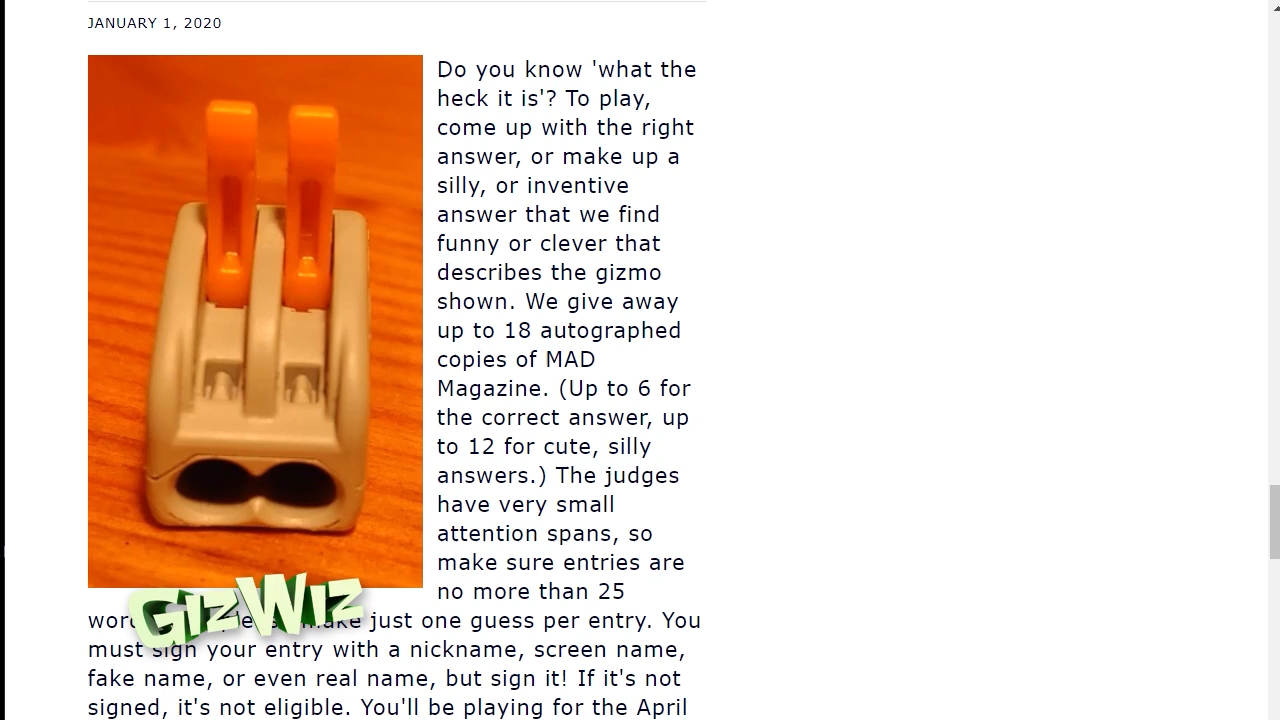 JANUARY 1, 2020
Do you know 'what the
heck it is'? To play,
come up with the right
answer, or make up a
silly, or inventive
answer that we find
funny or clever that
describes the gizmo
shown. We give away
up to 18 autographed
copies of MAD
Magazine. (Up to 6 for
the correct answer, up
to 12 for cute, silly
answers.) The judges
have very small
attention spans, so
make sure entries are
no more than 25
make just one guess per entry. You
must sign your entry with a nickname, screen name,
fake name, or even real name, but sign it! If it's not
signed, it's not eligible. You'll be playing for the April
GizWiz